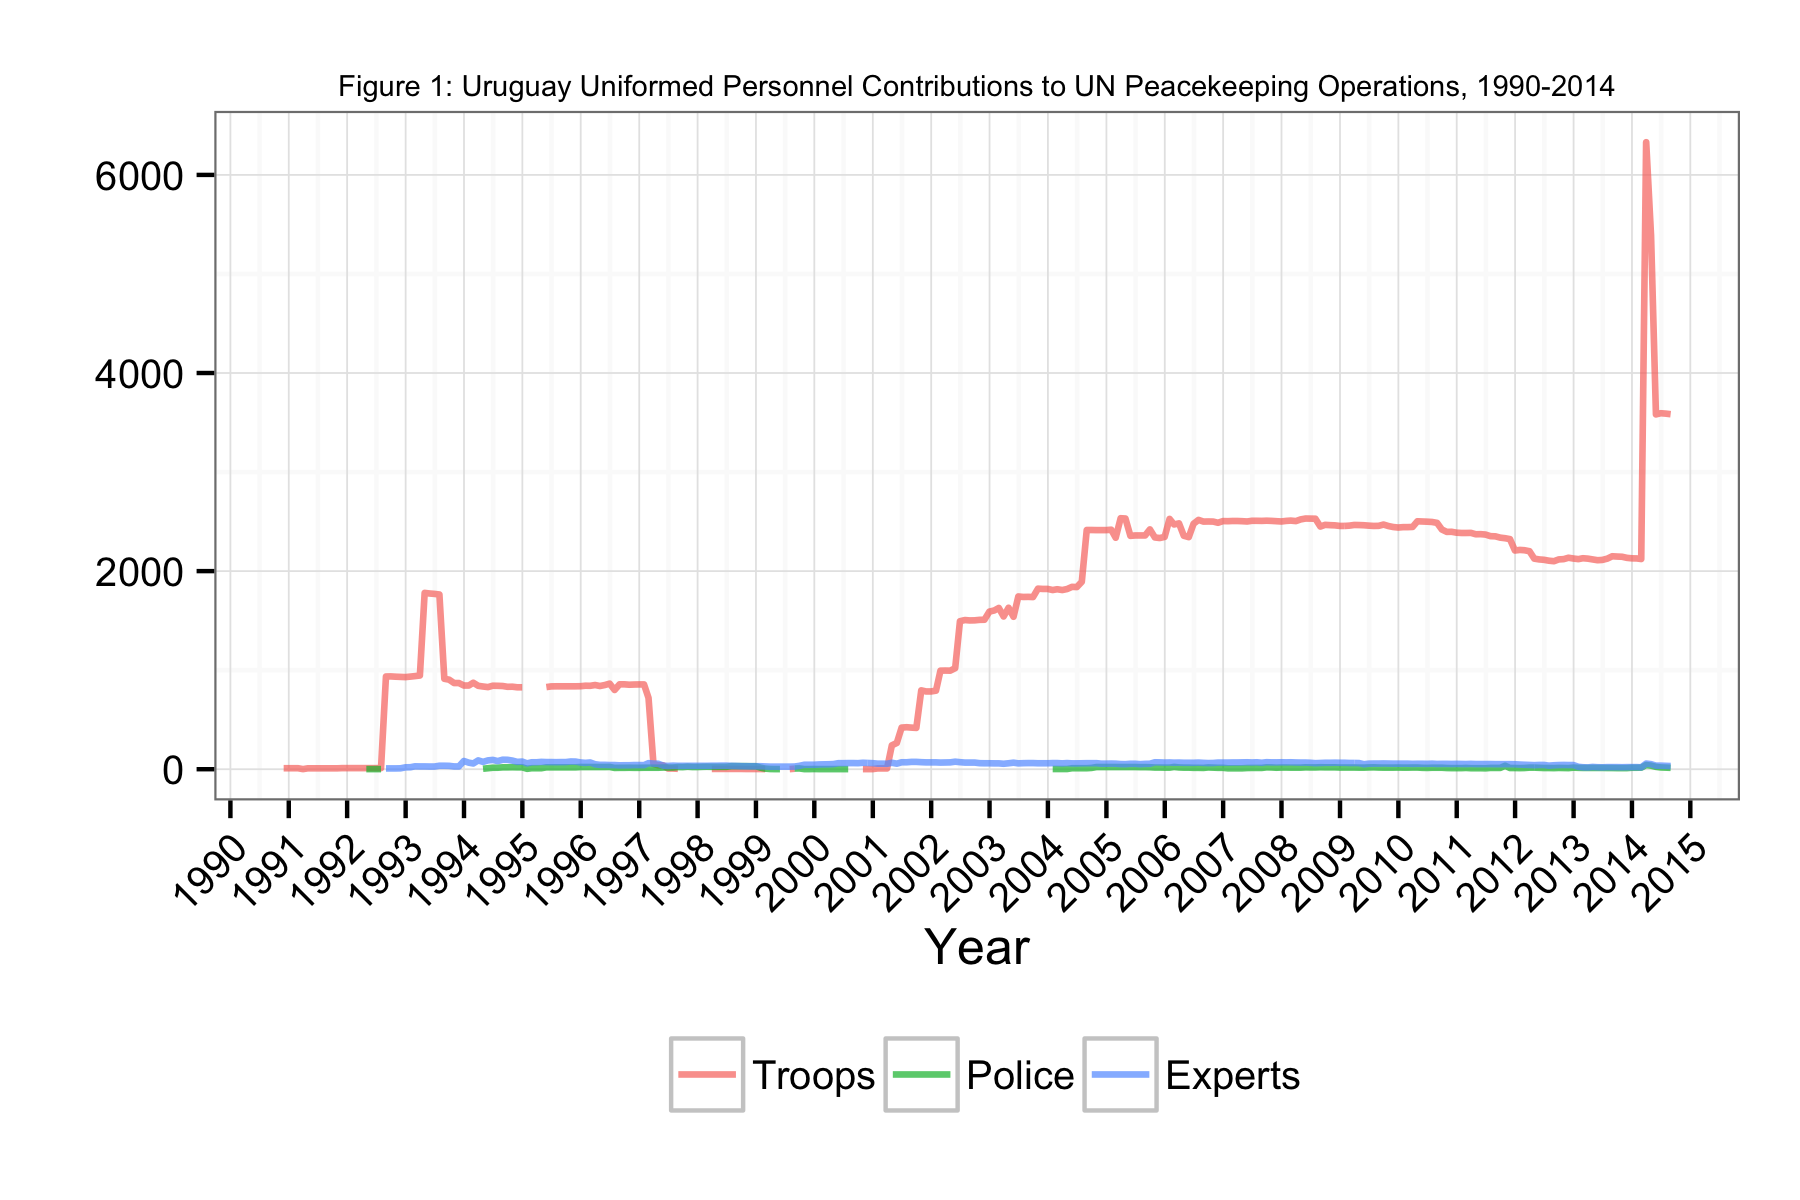 Figure 1: Uruguay Uniformed Personnel Contributions to UN Peacekeeping Operations, 1990-2014
6000
4000
2000
0
1990 1991 1992 1993 1994 1995 1996 1997 1998 1999 2000 2001 2002 2003 2004 2005 2006 2007 2008 2009 2010 2011 2012 2013 2014 2015
Year
Troops Police Experts